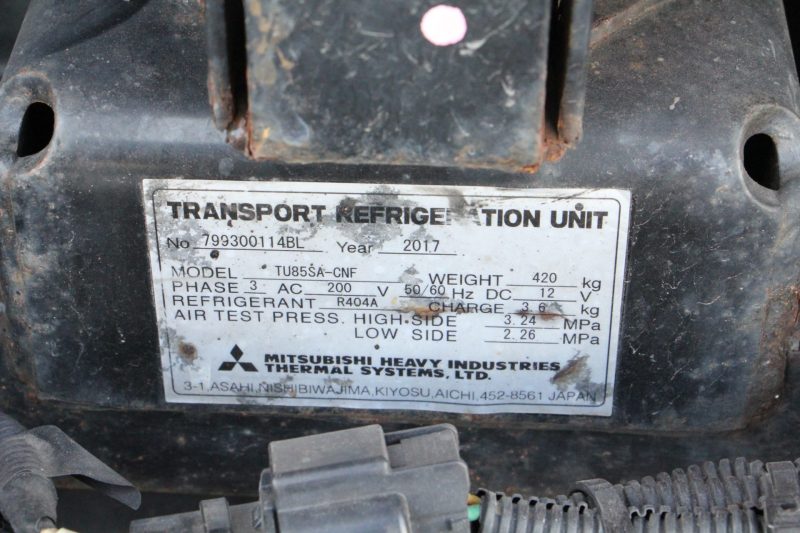 TRANSPORT REFRIGERATION UNIT
No. 799300114BL Year 2017
MODEL TU85SA-CNF WEIGHT 420 kg
PHASE 3 AC 200 V 50/60 Hz DC 12 V
REFRIGERANT R404A CHARGE 3.6 kg
AIR TEST PRESS. HIGH SIDE 3.24 MPa
LOW SIDE 2.26 MPa
MITSUBISHI HEAVY INDUSTRIES
THERMAL SYSTEMS, LTD.
3-1, ASAHI, NISHIBIWAJIMA, KIYOSU, AICHI, 452-8561 JAPAN